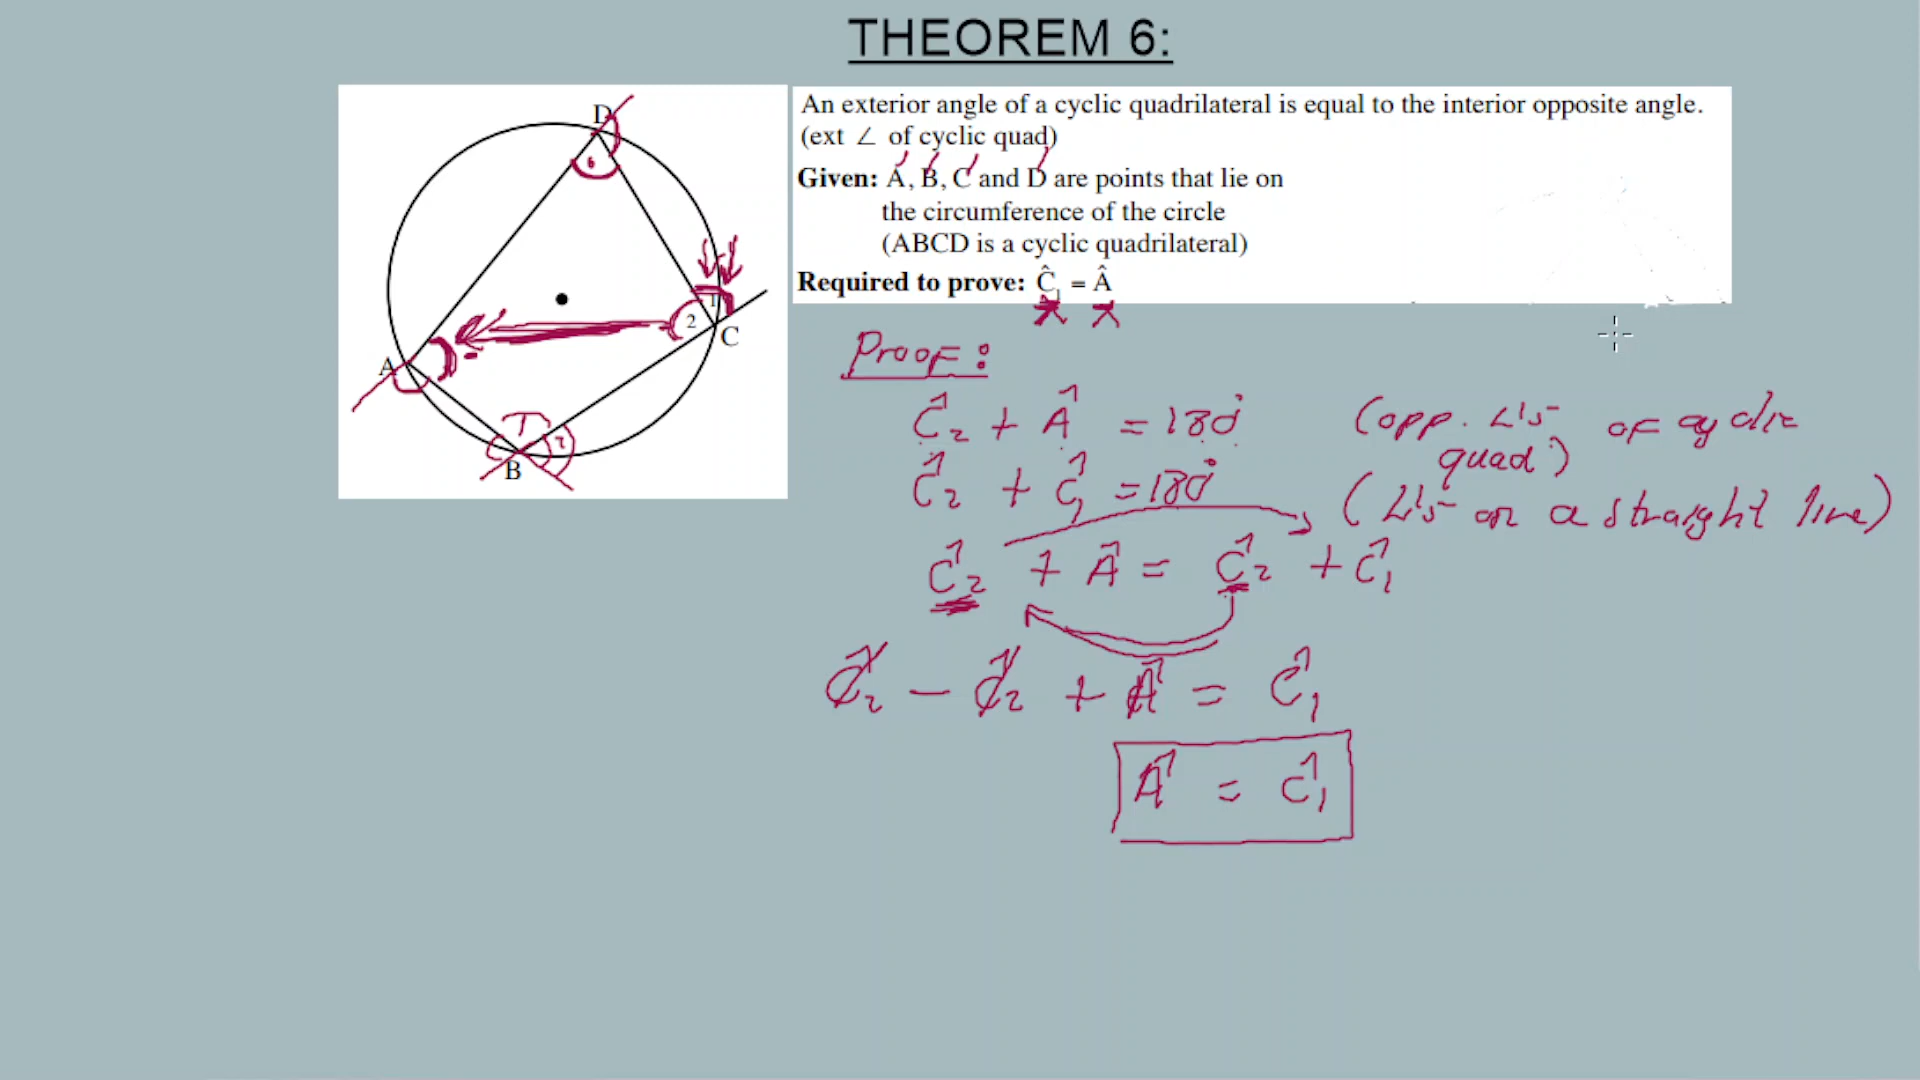 THEOREM 6:
An exterior angle of a cyclic quadrilateral is equal to the interior opposite angle.
(ext ∠ of cyclic quad)
Given: A, B, C and D are points that lie on
the circumference of the circle
(ABCD is a cyclic quadrilateral)
Required to prove: Ĉ₁ = Â
D
6
1
2
C
A
B
Proof:
Ĉ₂ + Â = 180° (opp. ∠'s of cyclic
quad)
Ĉ₂ + Ĉ₁ = 180° (∠'s on a straight line)
Ĉ₂ + Â = Ĉ₂ + Ĉ₁
Ĉ₂ − Ĉ₂ + Â = Ĉ₁
Â = Ĉ₁